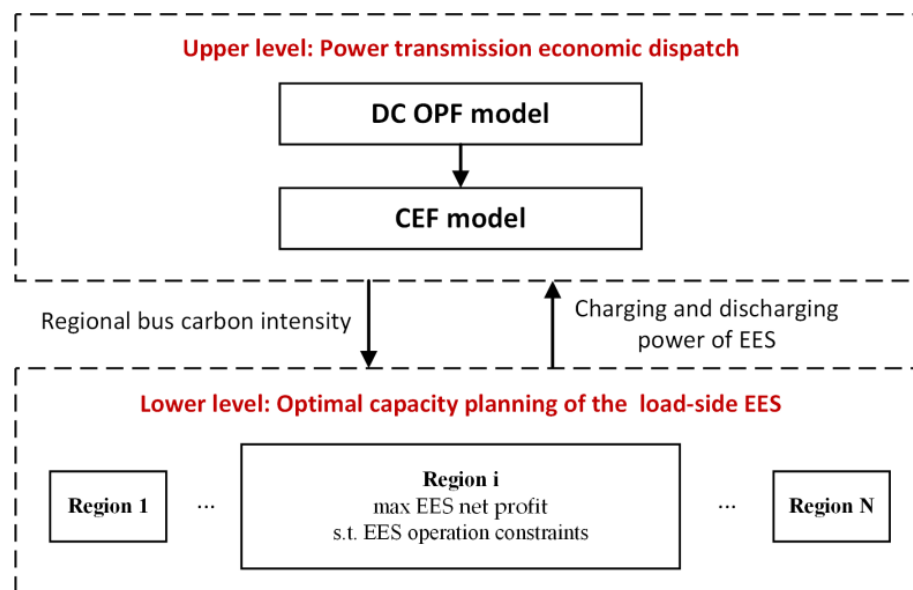 Upper level: Power transmission economic dispatch
DC OPF model
CEF model
Regional bus carbon intensity
Charging and discharging
power of EES
Lower level: Optimal capacity planning of the load-side EES
Region 1
...
Region i
max EES net profit
s.t. EES operation constraints
...
Region N